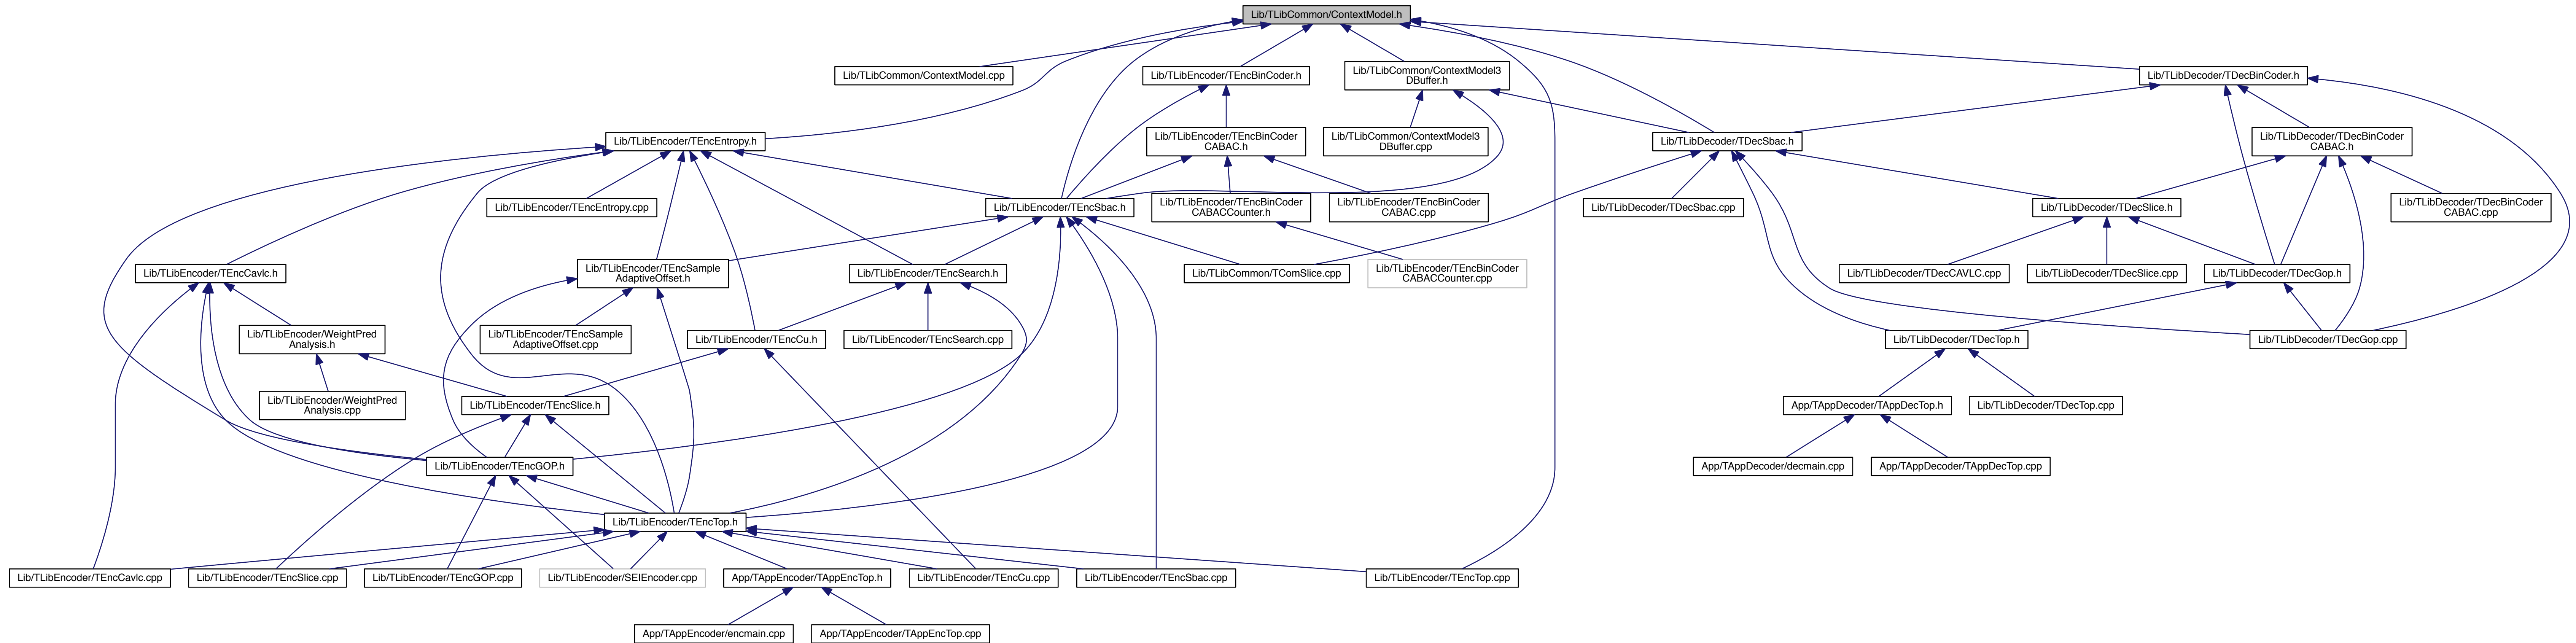 Lib/TLibCommon/ContextModel.h
Lib/TLibCommon/ContextModel.cpp
Lib/TLibEncoder/TEncBinCoder.h
Lib/TLibCommon/ContextModel3
DBuffer.h
Lib/TLibDecoder/TDecBinCoder.h
Lib/TLibEncoder/TEncEntropy.h
Lib/TLibEncoder/TEncBinCoder
CABAC.h
Lib/TLibCommon/ContextModel3
DBuffer.cpp
Lib/TLibDecoder/TDecSbac.h
Lib/TLibDecoder/TDecBinCoder
CABAC.h
Lib/TLibEncoder/TEncEntropy.cpp
Lib/TLibEncoder/TEncSbac.h
Lib/TLibEncoder/TEncBinCoder
CABACCounter.h
Lib/TLibEncoder/TEncBinCoder
CABAC.cpp
Lib/TLibDecoder/TDecSbac.cpp
Lib/TLibDecoder/TDecSlice.h
Lib/TLibDecoder/TDecBinCoder
CABAC.cpp
Lib/TLibEncoder/TEncCavlc.h
Lib/TLibEncoder/TEncSample
AdaptiveOffset.h
Lib/TLibEncoder/TEncSearch.h
Lib/TLibCommon/TComSlice.cpp
Lib/TLibEncoder/TEncBinCoder
CABACCounter.cpp
Lib/TLibDecoder/TDecCAVLC.cpp
Lib/TLibDecoder/TDecSlice.cpp
Lib/TLibDecoder/TDecGop.h
Lib/TLibEncoder/WeightPred
Analysis.h
Lib/TLibEncoder/TEncSample
AdaptiveOffset.cpp
Lib/TLibEncoder/TEncCu.h
Lib/TLibEncoder/TEncSearch.cpp
Lib/TLibDecoder/TDecTop.h
Lib/TLibDecoder/TDecGop.cpp
Lib/TLibEncoder/WeightPred
Analysis.cpp
Lib/TLibEncoder/TEncSlice.h
App/TAppDecoder/TAppDecTop.h
Lib/TLibDecoder/TDecTop.cpp
Lib/TLibEncoder/TEncGOP.h
App/TAppDecoder/decmain.cpp
App/TAppDecoder/TAppDecTop.cpp
Lib/TLibEncoder/TEncTop.h
Lib/TLibEncoder/TEncCavlc.cpp
Lib/TLibEncoder/TEncSlice.cpp
Lib/TLibEncoder/TEncGOP.cpp
Lib/TLibEncoder/SEIEncoder.cpp
App/TAppEncoder/TAppEncTop.h
Lib/TLibEncoder/TEncCu.cpp
Lib/TLibEncoder/TEncSbac.cpp
Lib/TLibEncoder/TEncTop.cpp
App/TAppEncoder/encmain.cpp
App/TAppEncoder/TAppEncTop.cpp